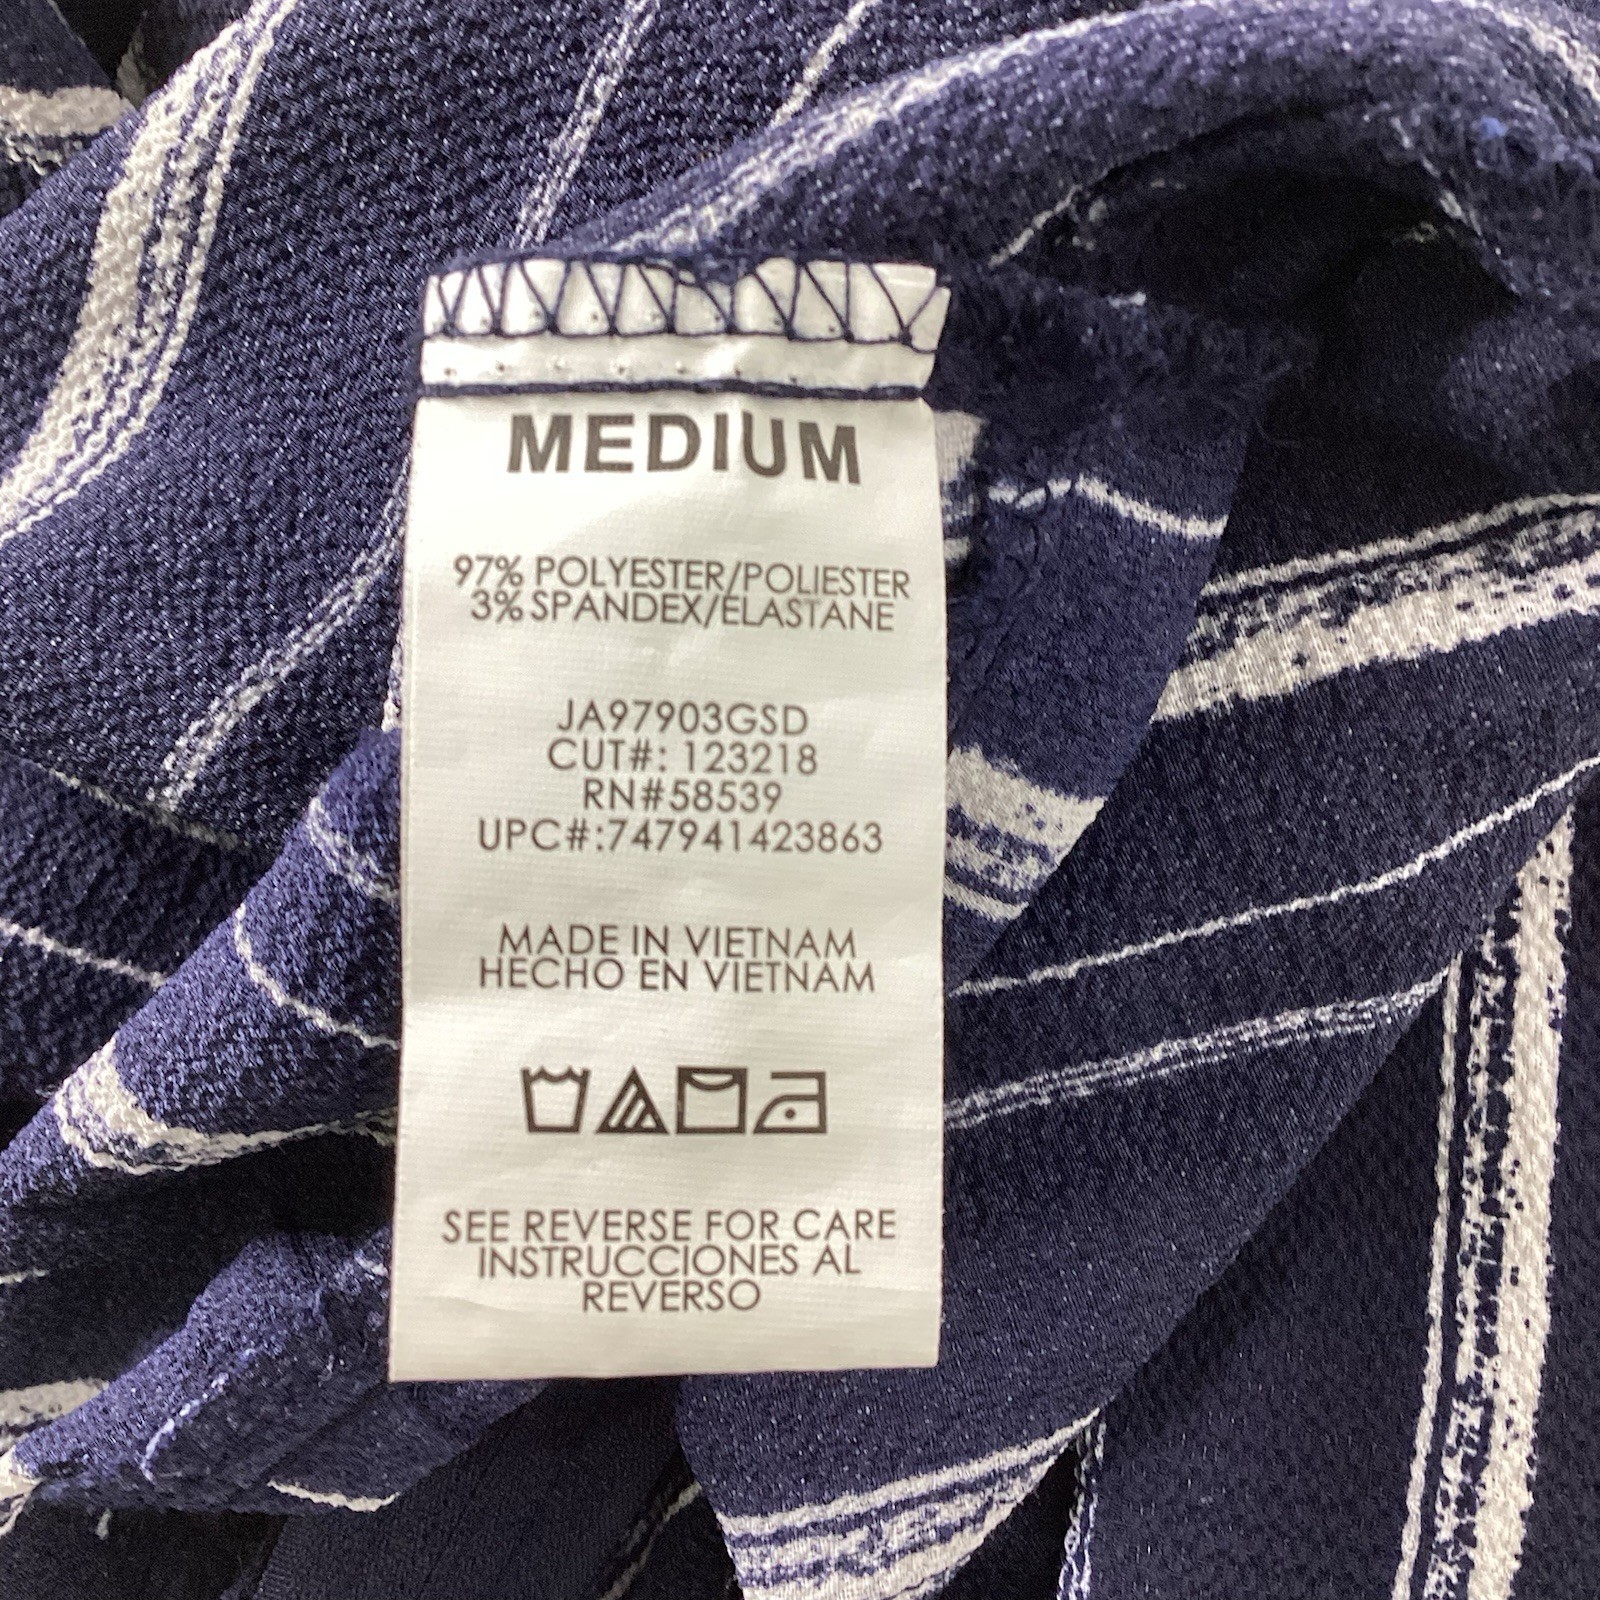 MEDIUM
97% POLYESTER/POLIESTER
3% SPANDEX/ELASTANE
JA97903GSD
CUT#: 123218
RN#58539
UPC#:747941423863
MADE IN VIETNAM
HECHO EN VIETNAM
SEE REVERSE FOR CARE
INSTRUCCIONES AL
REVERSO